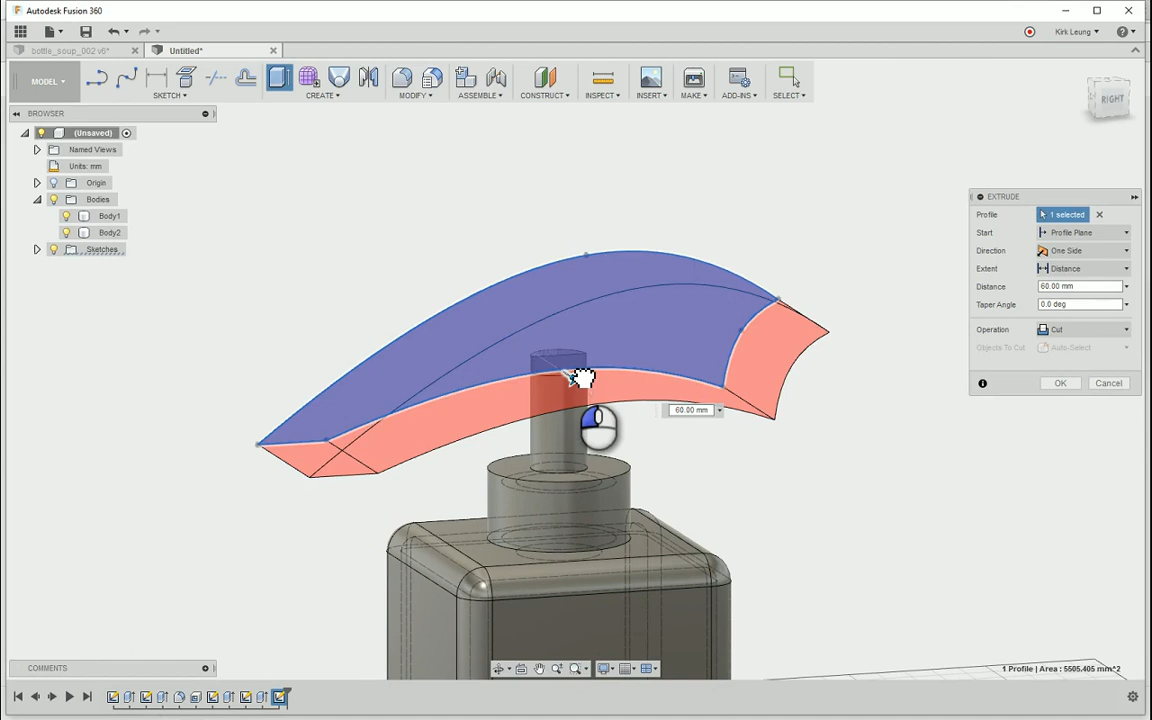 Autodesk Fusion 360
Kirk Leung
bottle_soup_002 v6*
Untitled*
MODEL
SKETCH
CREATE
MODIFY
ASSEMBLE
CONSTRUCT
INSPECT
INSERT
MAKE
ADD-INS
SELECT
BROWSER
(Unsaved)
Named Views
Units: mm
Origin
Bodies
Body1
Body2
Sketches
RIGHT
EXTRUDE
Profile 1 selected
Start Profile Plane
Direction One Side
Extent Distance
Distance 60.00 mm
Taper Angle 0.0 deg
Operation Cut
Objects To Cut Auto-Select
OK Cancel
60.00 mm
COMMENTS
1 Profile | Area : 5505.405 mm^2